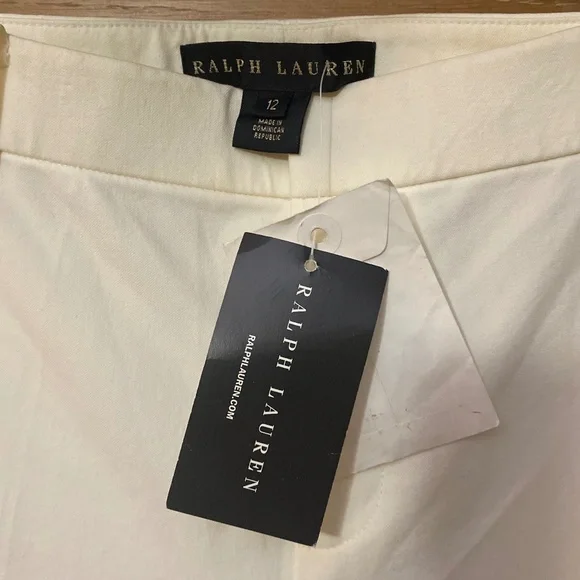 RALPH LAUREN
12
MADE IN
DOMINICAN
REPUBLIC
RALPH LAUREN
RALPHLAUREN.COM